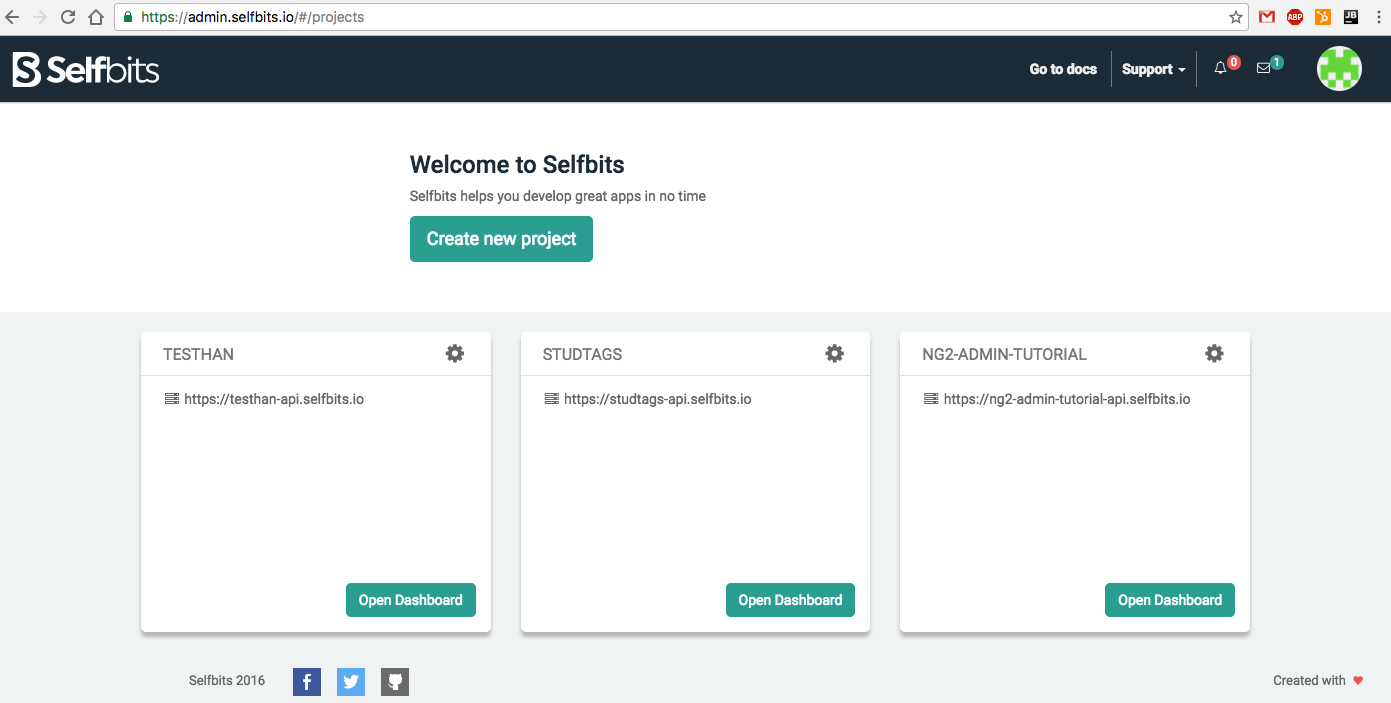 https://admin.selfbits.io/#/projects
ABP
JB
Selfbits
Go to docs
Support
0
1
Welcome to Selfbits
Selfbits helps you develop great apps in no time
Create new project
TESTHAN
https://testhan-api.selfbits.io
Open Dashboard
STUDTAGS
https://studtags-api.selfbits.io
Open Dashboard
NG2-ADMIN-TUTORIAL
https://ng2-admin-tutorial-api.selfbits.io
Open Dashboard
Selfbits 2016
Created with